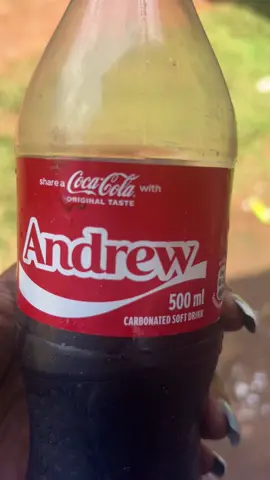 share a Coca-Cola with
ORIGINAL TASTE
Andrew
500 ml
CARBONATED SOFT DRINK